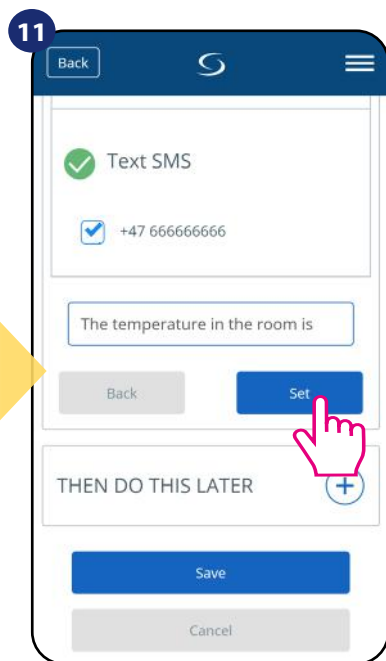 11
Back
Text SMS
+47 666666666
The temperature in the room is
Back Set
THEN DO THIS LATER
Save
Cancel